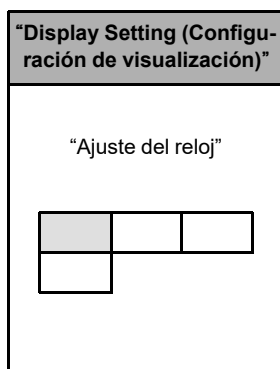 “Display Setting (Configu-
ración de visualización)”
“Ajuste del reloj”